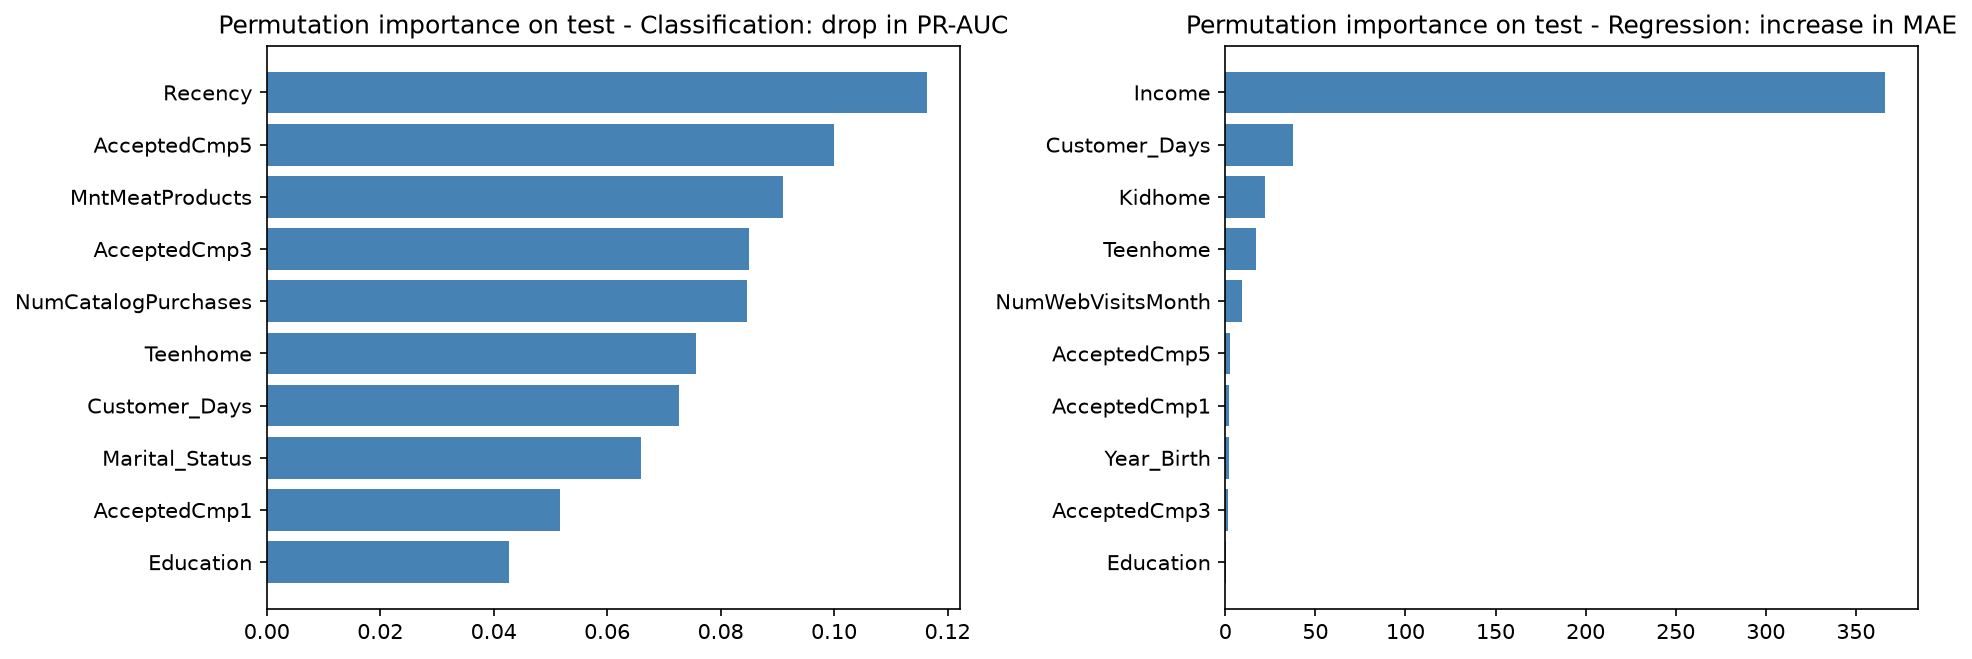 Permutation importance on test - Classification: drop in PR-AUC
Recency
AcceptedCmp5
MntMeatProducts
AcceptedCmp3
NumCatalogPurchases
Teenhome
Customer_Days
Marital_Status
AcceptedCmp1
Education
0.00 0.02 0.04 0.06 0.08 0.10 0.12
Permutation importance on test - Regression: increase in MAE
Income
Customer_Days
Kidhome
Teenhome
NumWebVisitsMonth
AcceptedCmp5
AcceptedCmp1
Year_Birth
AcceptedCmp3
Education
0 50 100 150 200 250 300 350